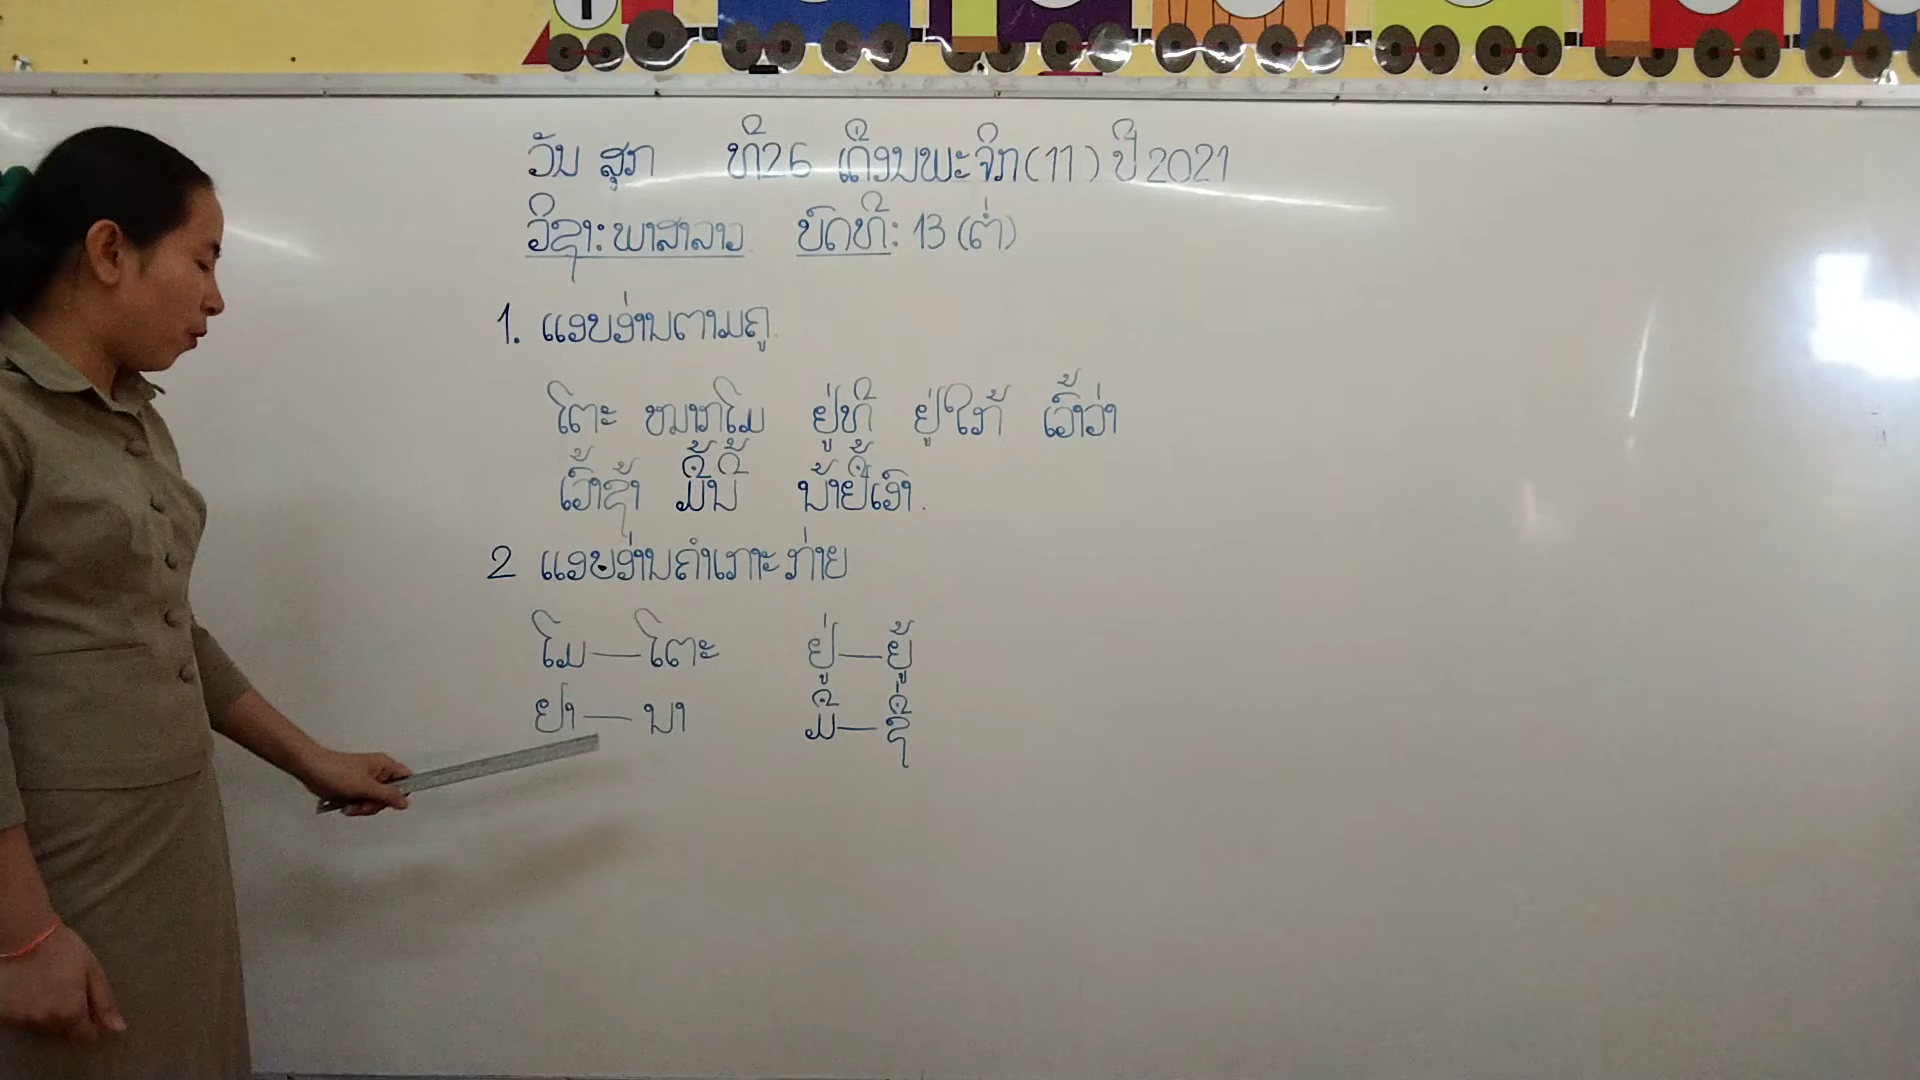 1
ວັນ ສຸກ ທີ26 ເດືອນພະຈິກ(11) ປີ 2021
ວິຊາ: ພາສາລາວ ບົດທີ: 13 (ຕໍ່)
1. ແອບອ່ານຕາມຄູ.
ໂຕະ ໝາກໂມ ຢູ່ທີ່ ຢູ່ໃກ້ ເວົ້າວ່າ
ເວົ້າຊ້ຳ ມື້ນີ້ ນ້າຢື້ເອົາ.
2 ແອບອ່ານຄຳເກາະກ່າຍ
ໂມ — ໂຕະ ຢູ່ — ຢູ້
ຢາ — ນາ ມື — ຊື່